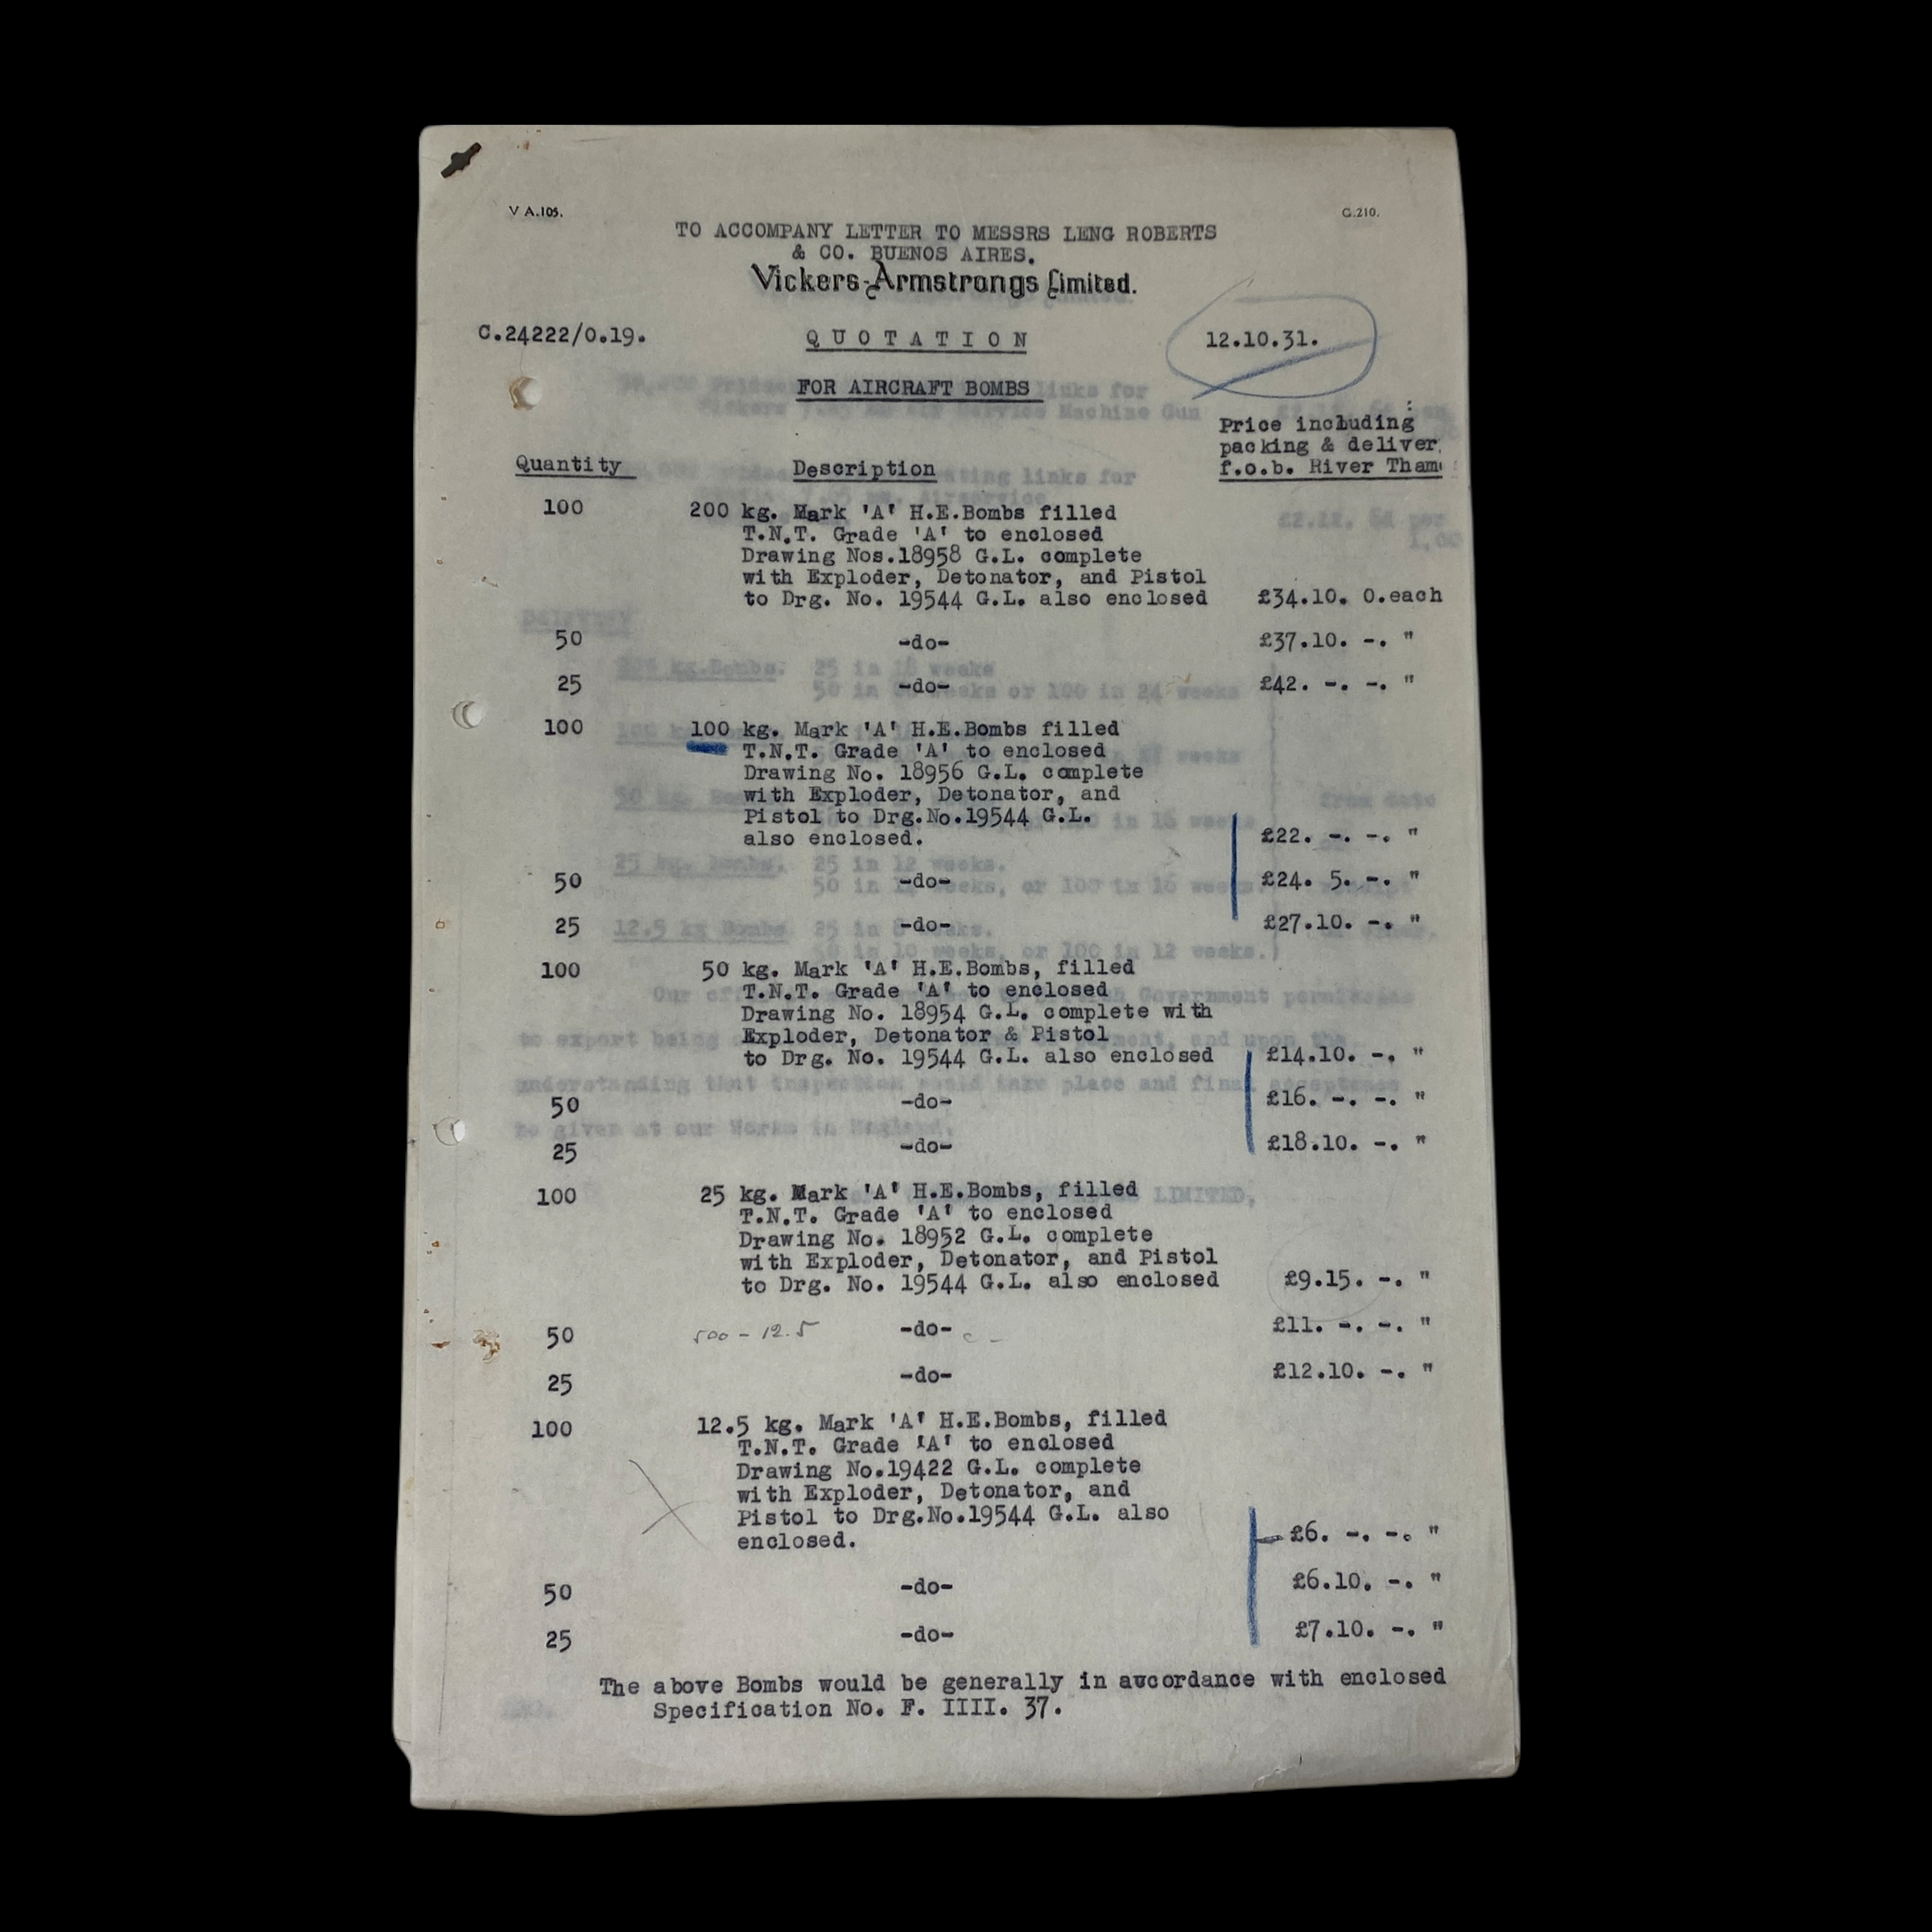 V A.105.
C.210.
TO ACCOMPANY LETTER TO MESSRS LENG ROBERTS
& CO. BUENOS AIRES.
Vickers-Armstrongs Limited.
C.24222/0.19.
QUOTATION
12.10.31.
FOR AIRCRAFT BOMBS
Price including
packing & deliver
f.o.b. River Tham
Quantity Description
100 200 kg. Mark 'A' H.E.Bombs filled
T.N.T. Grade 'A' to enclosed
Drawing Nos.18958 G.L. complete
with Exploder, Detonator, and Pistol
to Drg. No. 19544 G.L. also enclosed £34.10. 0.each
50 -do- £37.10. -. "
25 -do- £42. -. -. "
100 100 kg. Mark 'A' H.E.Bombs filled
T.N.T. Grade 'A' to enclosed
Drawing No. 18956 G.L. complete
with Exploder, Detonator, and
Pistol to Drg.No.19544 G.L.
also enclosed. £22. -. -. "
50 -do- £24. 5. -. "
25 -do- £27.10. -. "
100 50 kg. Mark 'A' H.E.Bombs, filled
T.N.T. Grade 'A' to enclosed
Drawing No. 18954 G.L. complete with
Exploder, Detonator & Pistol
to Drg. No. 19544 G.L. also enclosed £14.10. -. "
50 -do- £16. -. -. "
25 -do- £18.10. -. "
100 25 kg. Mark 'A' H.E.Bombs, filled
T.N.T. Grade 'A' to enclosed
Drawing No. 18952 G.L. complete
with Exploder, Detonator, and Pistol
to Drg. No. 19544 G.L. also enclosed £9.15. -. "
50 500 - 12.5 -do- £11. -. -. "
25 -do- £12.10. -. "
100 12.5 kg. Mark 'A' H.E.Bombs, filled
T.N.T. Grade 'A' to enclosed
Drawing No.19422 G.L. complete
with Exploder, Detonator, and
Pistol to Drg.No.19544 G.L. also
enclosed. £6. -. -. "
50 -do- £6.10. -. "
25 -do- £7.10. -. "
The above Bombs would be generally in avcordance with enclosed
Specification No. F. IIII. 37.